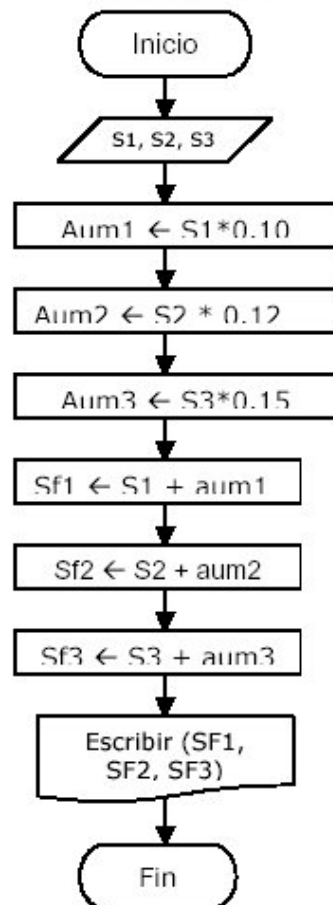 Inicio
S1, S2, S3
Aum1 ← S1*0.10
Aum2 ← S2 * 0.12
Aum3 ← S3*0.15
Sf1 ← S1 + aum1
Sf2 ← S2 + aum2
Sf3 ← S3 + aum3
Escribir (SF1,
SF2, SF3)
Fin